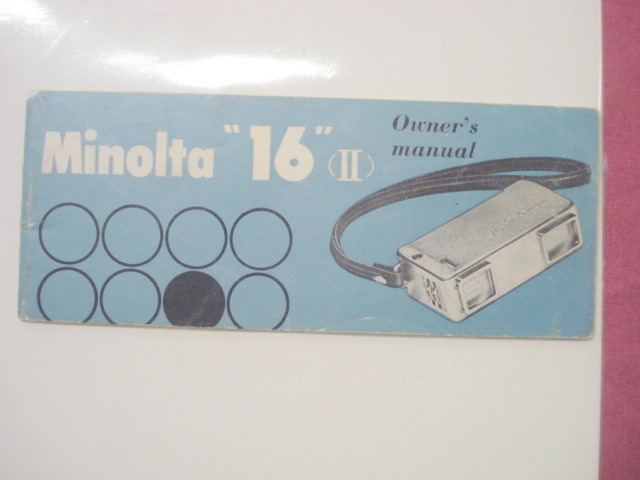 Minolta "16" (II)
Owner's
manual